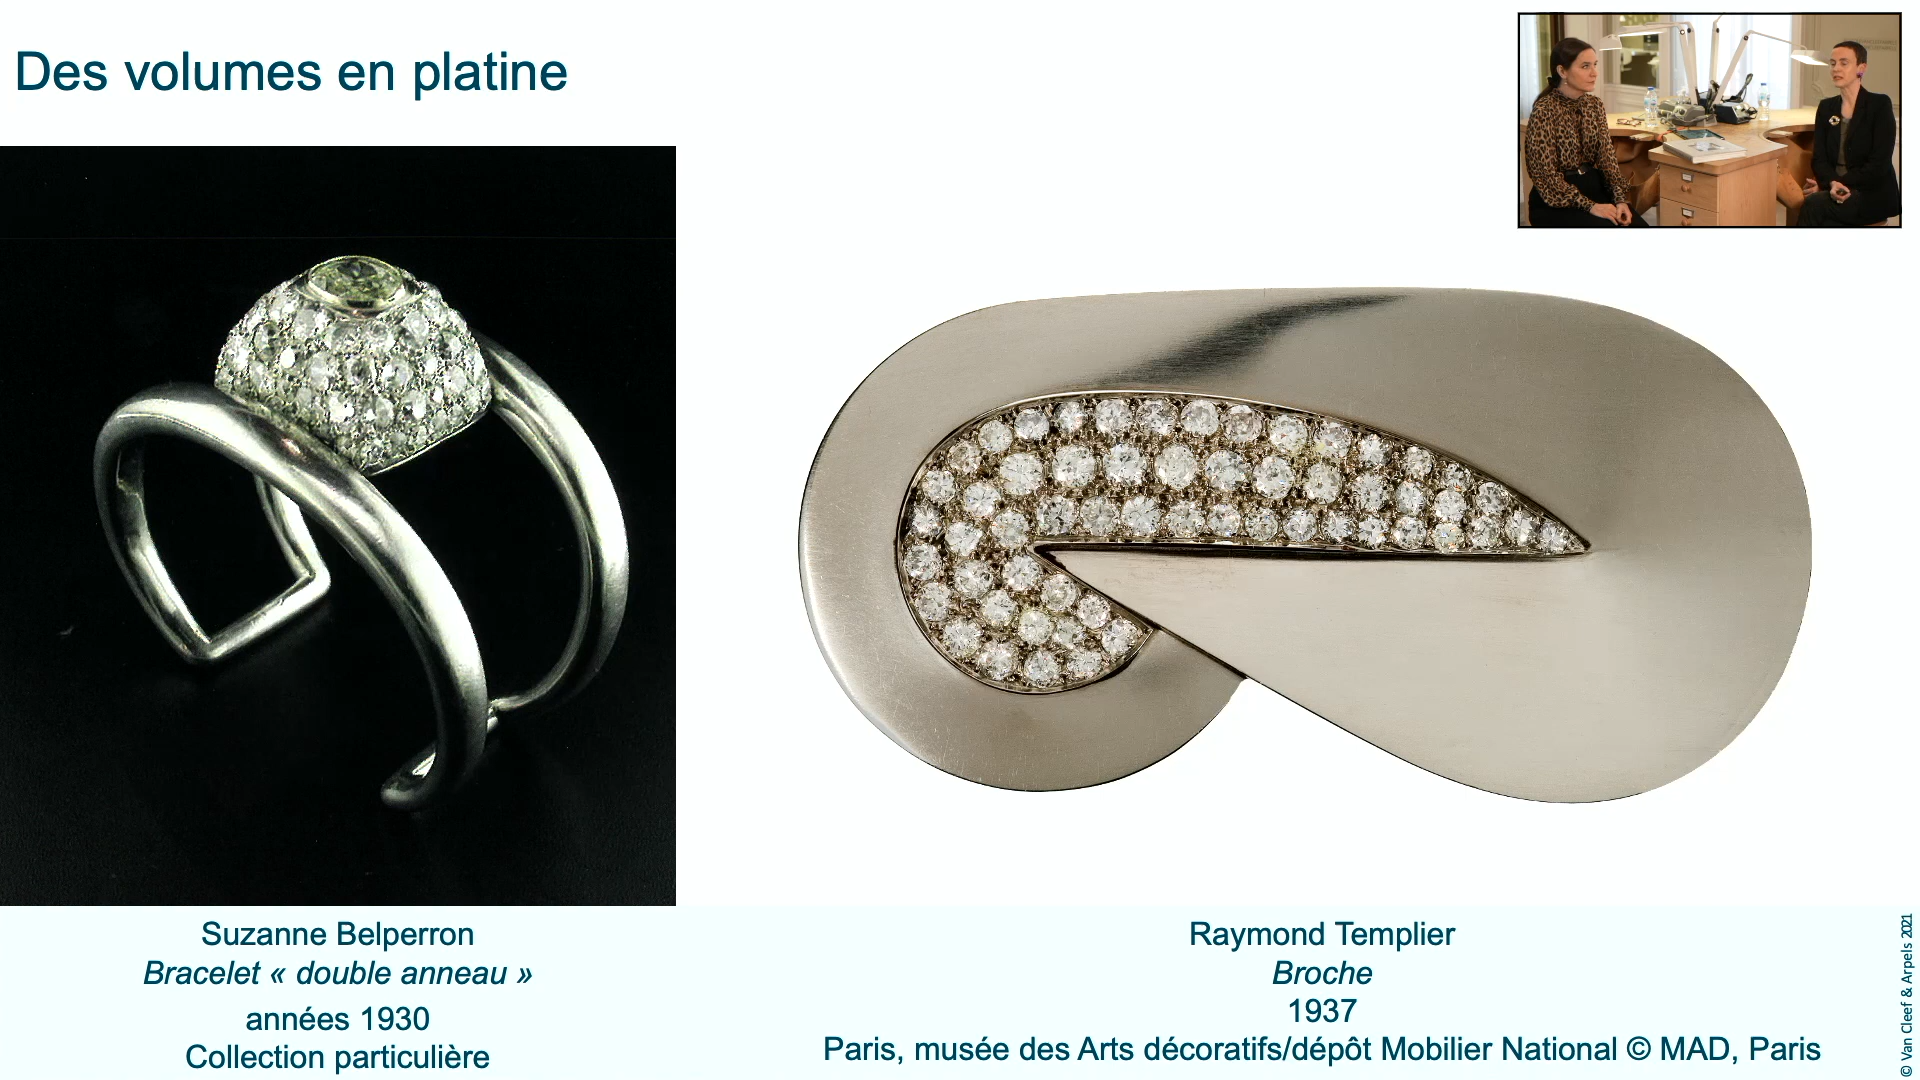 Des volumes en platine
Suzanne Belperron
Bracelet « double anneau »
années 1930
Collection particulière
Raymond Templier
Broche
1937
Paris, musée des Arts décoratifs/dépôt Mobilier National © MAD, Paris
© Van Cleef & Arpels 2021